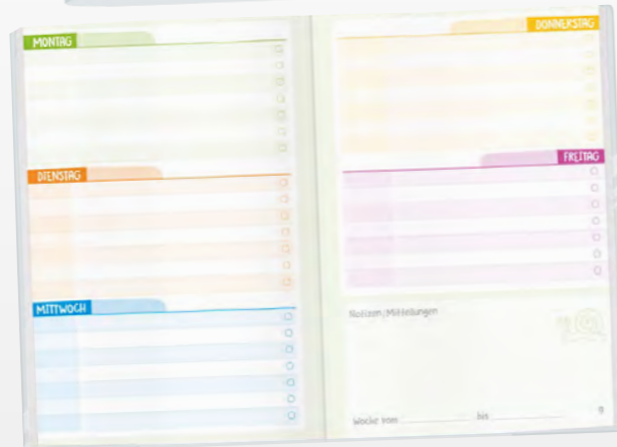 MONTAG
DIENSTAG
MITTWOCH
DONNERSTAG
FREITAG
Notizen/Mitteilungen
Woche vom bis
9